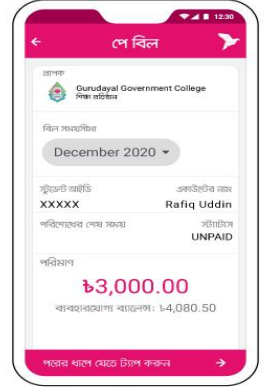 12:30
পে বিল
প্রাপক
Gurudayal Government College
শিক্ষা প্রতিষ্ঠান
বিল সময়সীমা
December 2020
স্টুডেন্ট আইডি একাউন্টের নাম
XXXXX Rafiq Uddin
পরিশোধের শেষ সময় স্ট্যাটাস
UNPAID
পরিমাণ
৳3,000.00
ব্যবহারযোগ্য ব্যালেন্স: ৳4,080.50
পরের ধাপে যেতে ট্যাপ করুন